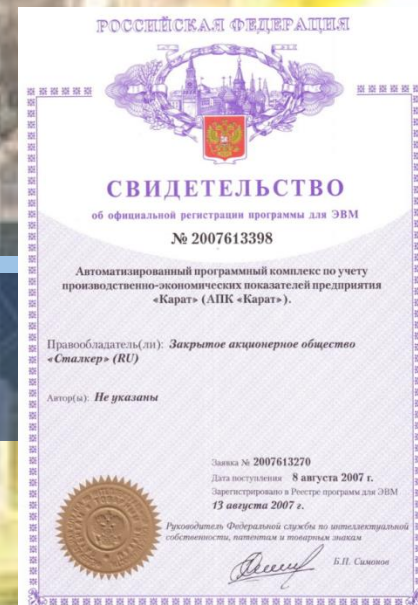 РОССИЙСКАЯ ФЕДЕРАЦИЯ
СВИДЕТЕЛЬСТВО
об официальной регистрации программы для ЭВМ
№ 2007613398
Автоматизированный программный комплекс по учету
производственно-экономических показателей предприятия
«Карат» (АПК «Карат»).
Правообладатель(ли): Закрытое акционерное общество
«Сталкер» (RU)
Автор(ы): Не указаны
Заявка № 2007613270
Дата поступления 8 августа 2007 г.
Зарегистрировано в Реестре программ для ЭВМ
13 августа 2007 г.
Руководитель Федеральной службы по интеллектуальной
собственности, патентам и товарным знакам
Б.П. Симонов